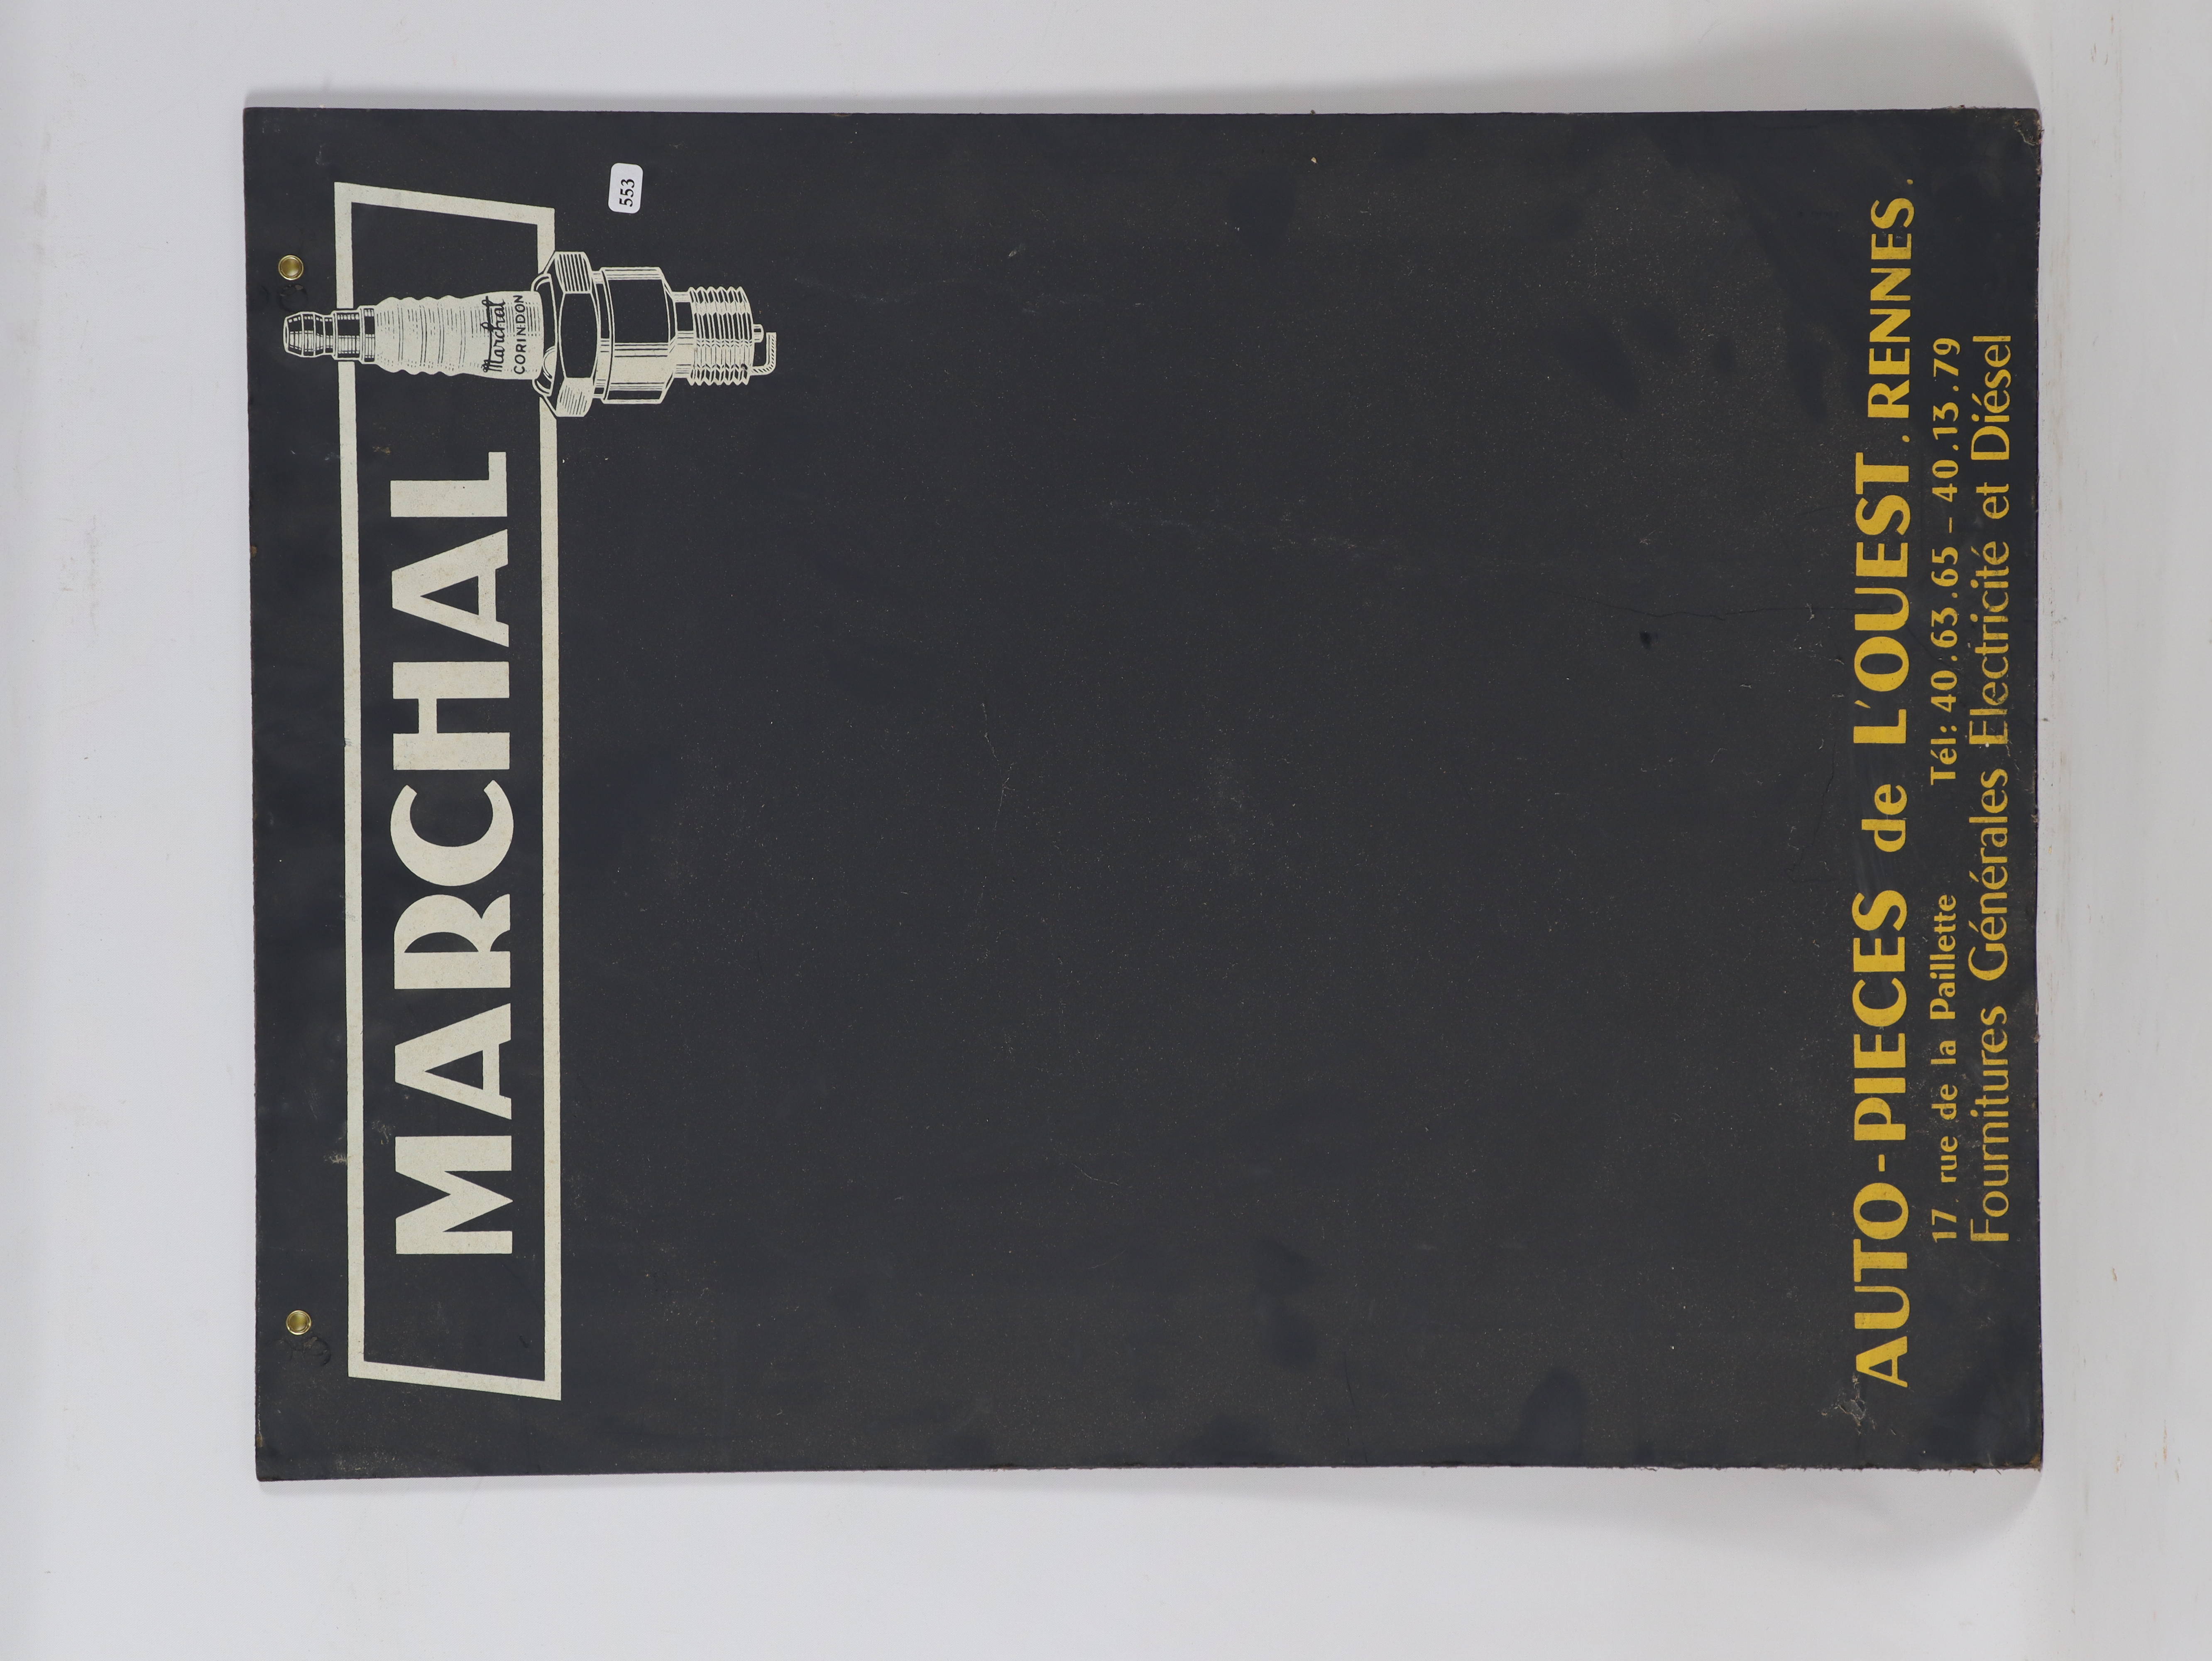 MARCHAL
Marchal
CORINDON
553
AUTO-PIECES de L'OUEST. RENNES.
17, rue de la Paillette Tél: 40.63.65 - 40.13.79
Fournitures Générales Electricité et Diésel